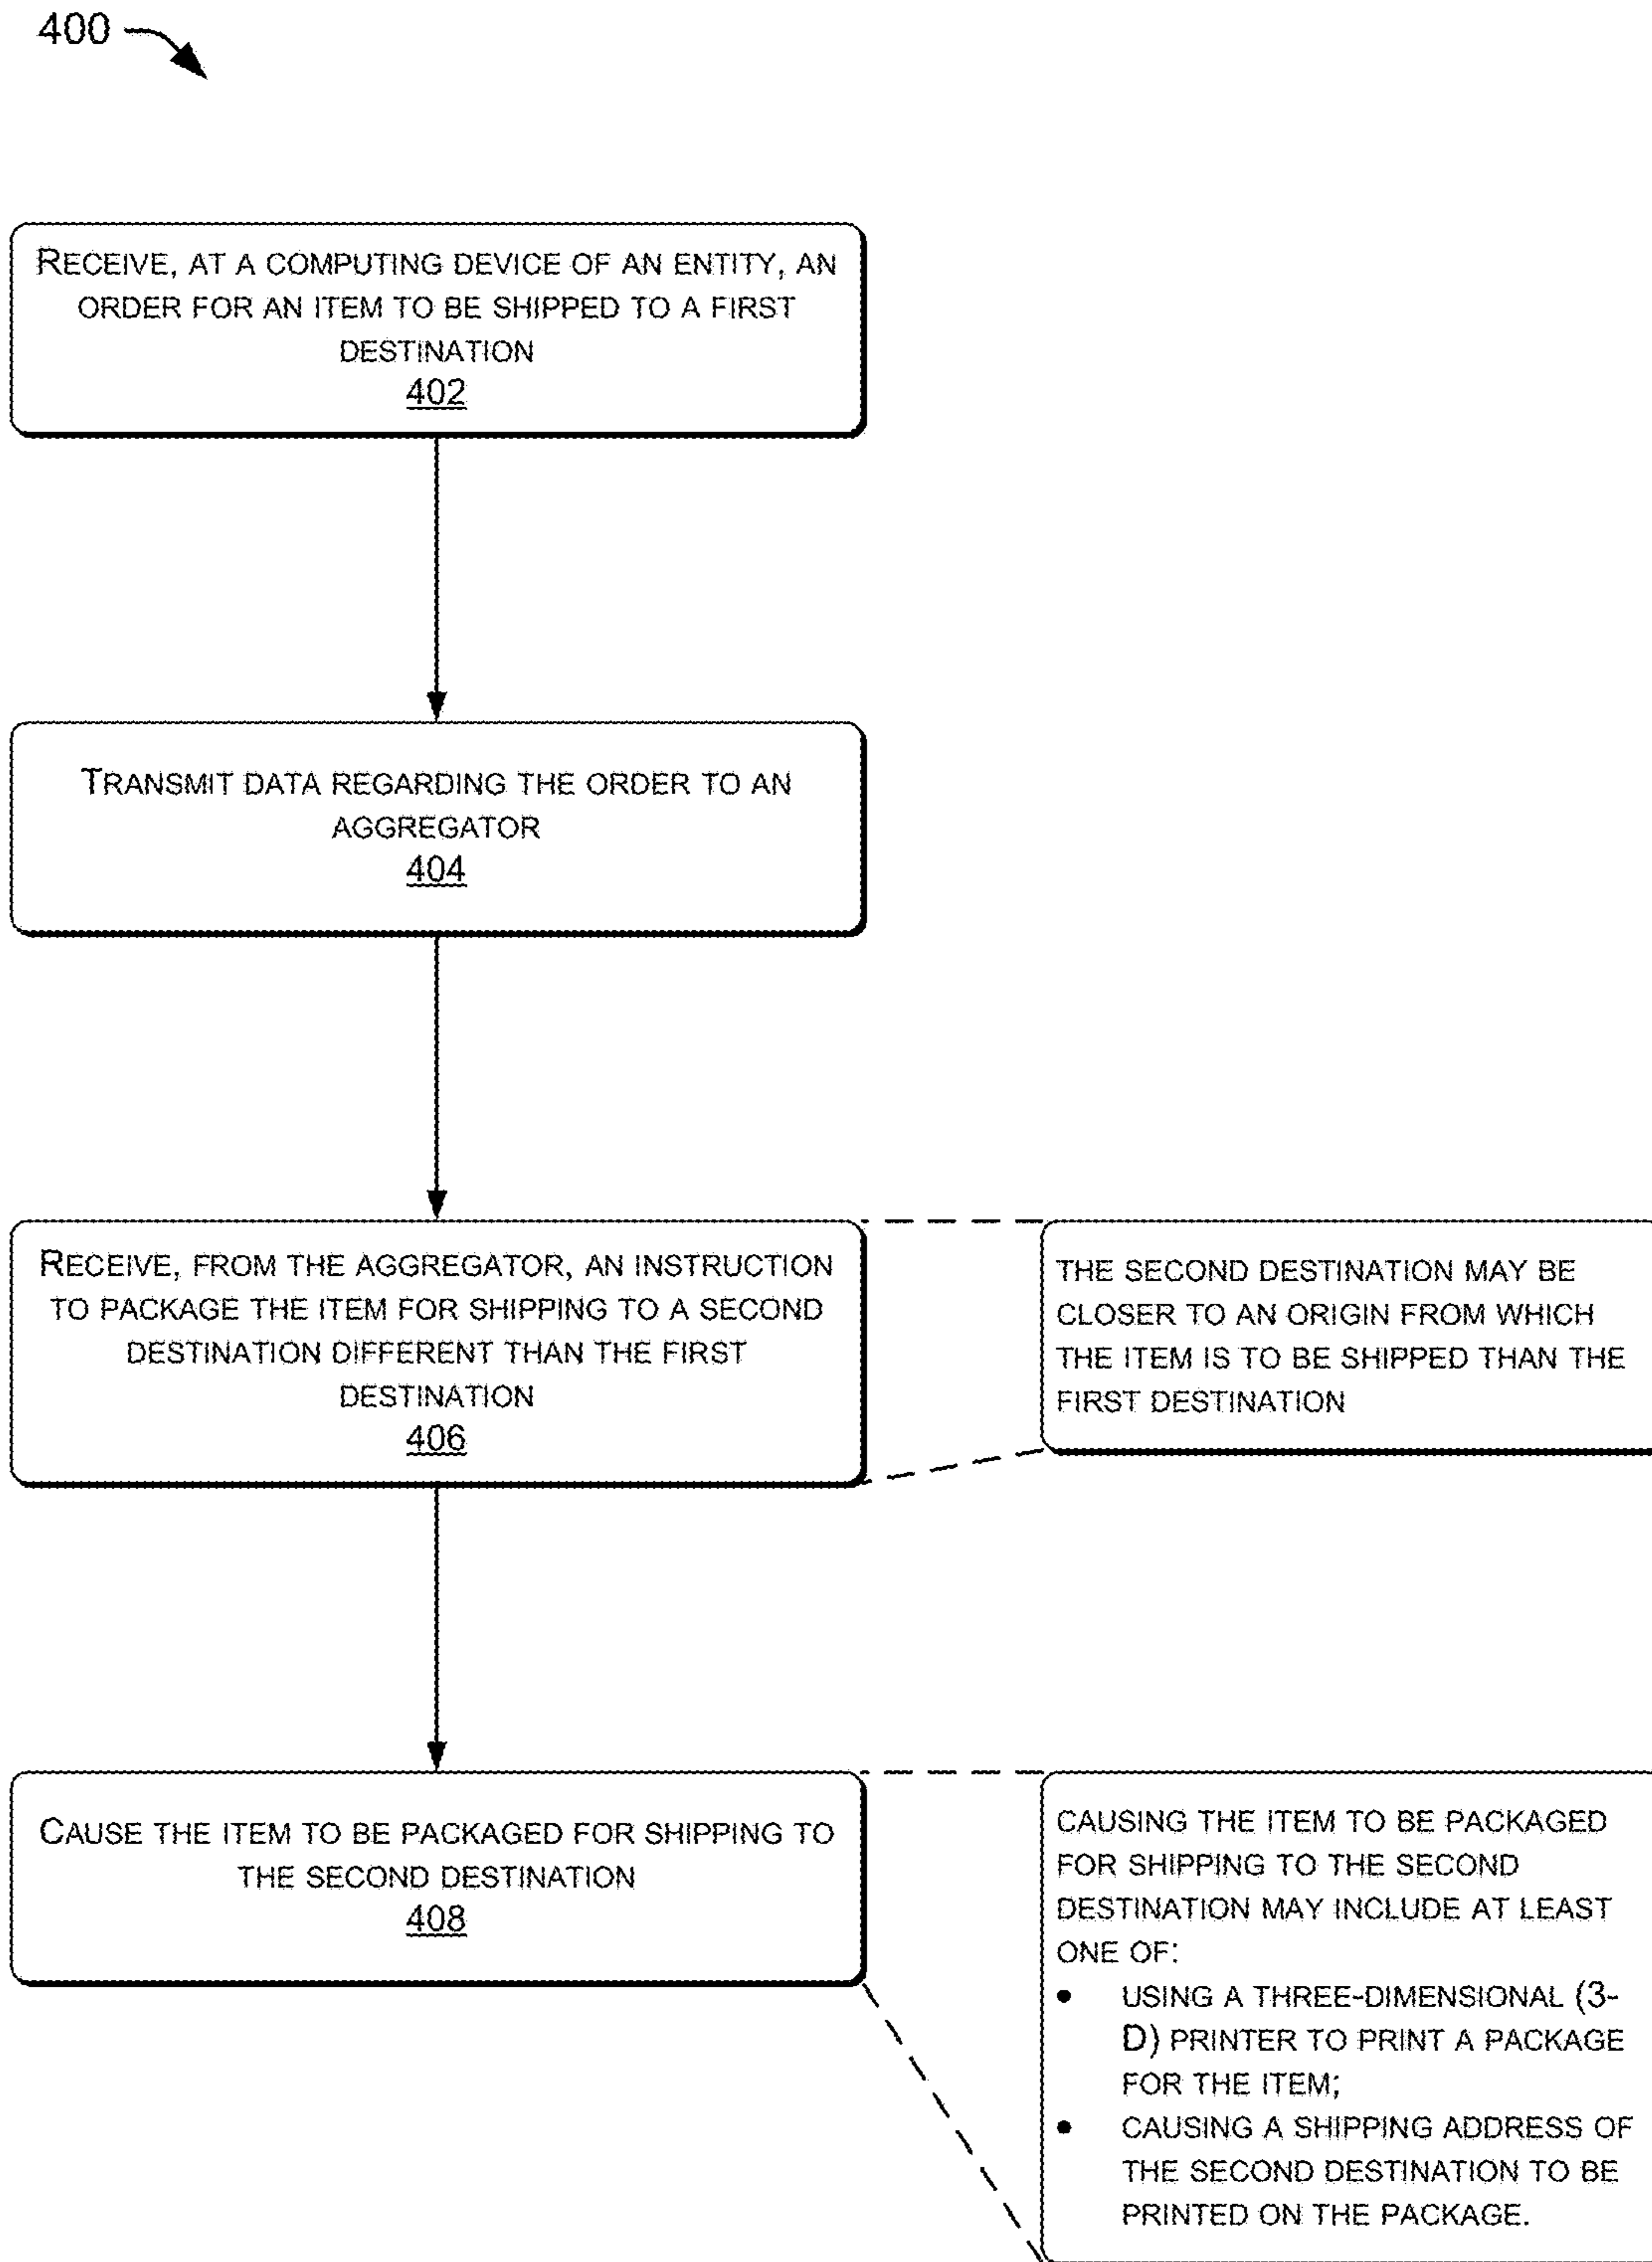 400
RECEIVE, AT A COMPUTING DEVICE OF AN ENTITY, AN
ORDER FOR AN ITEM TO BE SHIPPED TO A FIRST
DESTINATION
402
TRANSMIT DATA REGARDING THE ORDER TO AN
AGGREGATOR
404
RECEIVE, FROM THE AGGREGATOR, AN INSTRUCTION
TO PACKAGE THE ITEM FOR SHIPPING TO A SECOND
DESTINATION DIFFERENT THAN THE FIRST
DESTINATION
406
THE SECOND DESTINATION MAY BE
CLOSER TO AN ORIGIN FROM WHICH
THE ITEM IS TO BE SHIPPED THAN THE
FIRST DESTINATION
CAUSE THE ITEM TO BE PACKAGED FOR SHIPPING TO
THE SECOND DESTINATION
408
CAUSING THE ITEM TO BE PACKAGED
FOR SHIPPING TO THE SECOND
DESTINATION MAY INCLUDE AT LEAST
ONE OF:
• USING A THREE-DIMENSIONAL (3-
D) PRINTER TO PRINT A PACKAGE
FOR THE ITEM;
• CAUSING A SHIPPING ADDRESS OF
THE SECOND DESTINATION TO BE
PRINTED ON THE PACKAGE.